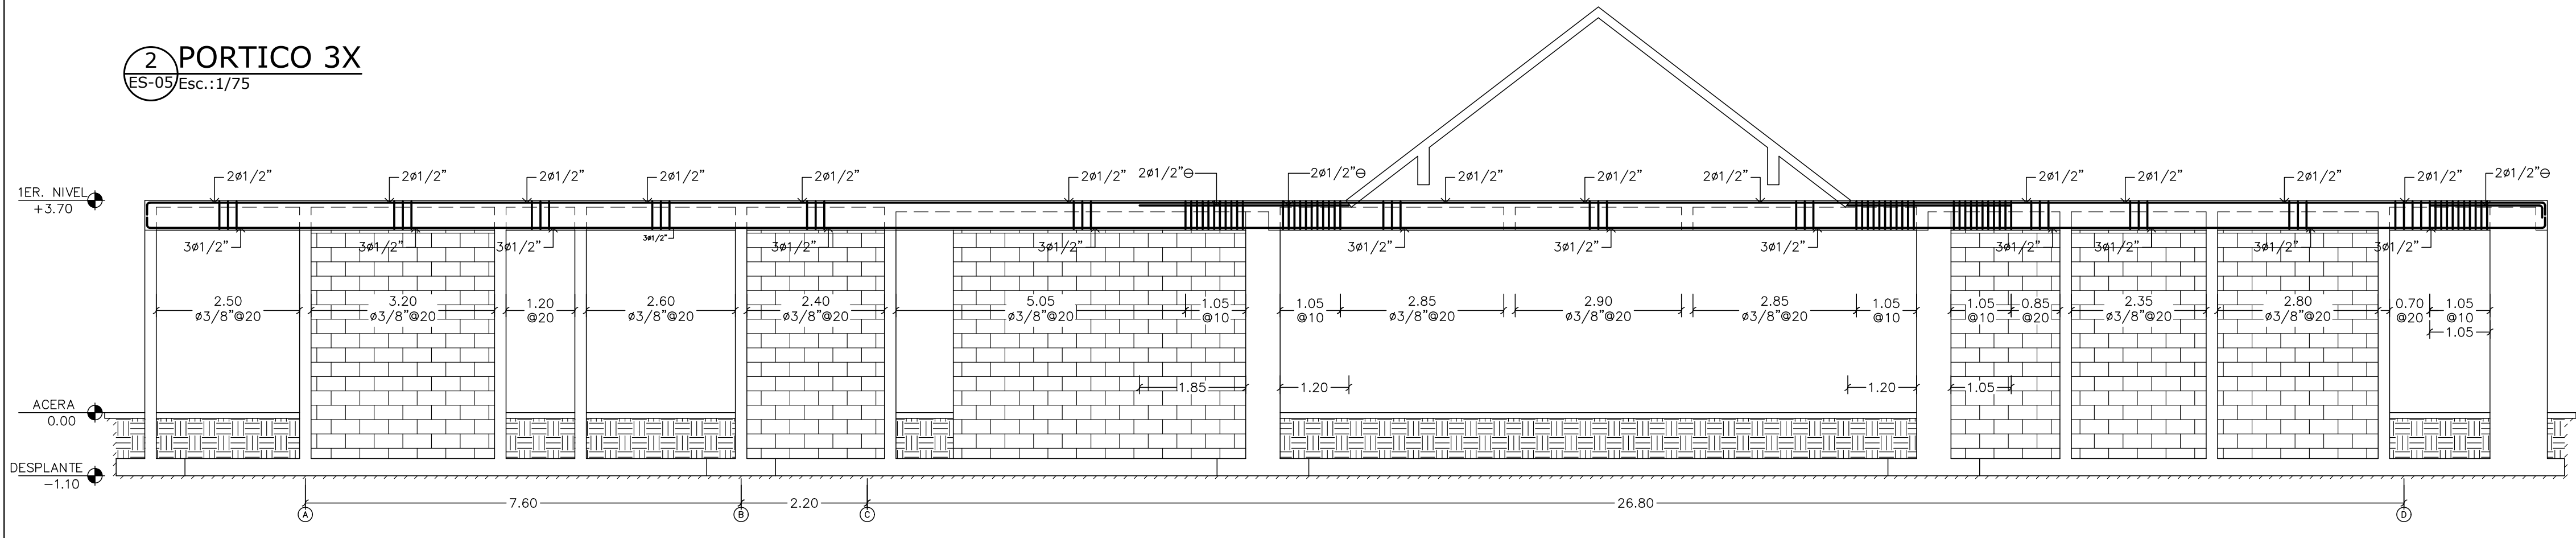 2 PORTICO 3X
ES-05 Esc.:1/75
2ø1/2” 2ø1/2” 2ø1/2” 2ø1/2” 2ø1/2” 2ø1/2” 2ø1/2”⊖ 2ø1/2”⊖ 2ø1/2” 2ø1/2” 2ø1/2” 2ø1/2” 2ø1/2” 2ø1/2” 2ø1/2” 2ø1/2”⊖
1ER. NIVEL
+3.70
3ø1/2” 3ø1/2” 3ø1/2” 3ø1/2” 3ø1/2” 3ø1/2” 3ø1/2” 3ø1/2” 3ø1/2” 3ø1/2” 3ø1/2” 3ø1/2” 3ø1/2”
2.50 3.20 1.20 2.60 2.40 5.05 1.05 1.05 2.85 2.90 2.85 1.05 1.05 0.85 2.35 2.80 0.70 1.05
ø3/8”@20 ø3/8”@20 @20 ø3/8”@20 ø3/8”@20 ø3/8”@20 @10 @10 ø3/8”@20 ø3/8”@20 ø3/8”@20 @10 @10 @20 ø3/8”@20 ø3/8”@20 @20 @10
1.05
1.85 1.20 1.20 1.05
ACERA
0.00
DESPLANTE
−1.10
7.60 2.20 26.80
A B C D